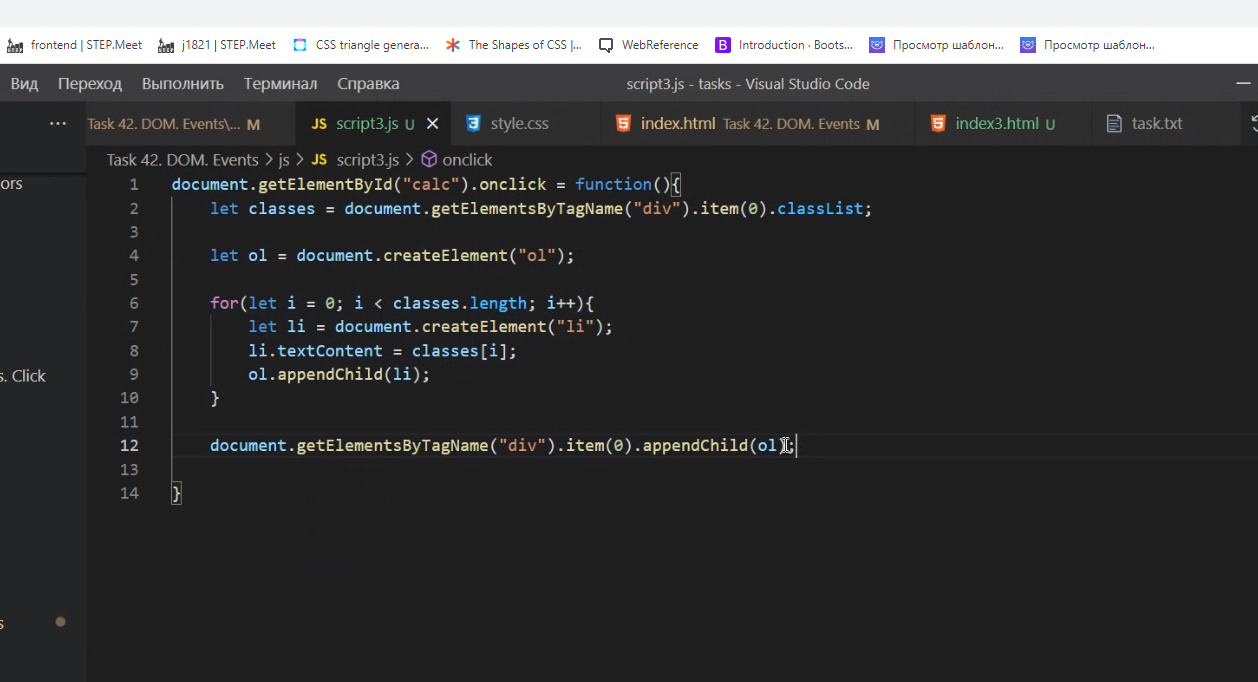 frontend | STEP.Meet j1821 | STEP.Meet CSS triangle genera... The Shapes of CSS |... WebReference B Introduction · Boots... Просмотр шаблон... Просмотр шаблон...
Вид Переход Выполнить Терминал Справка script3.js - tasks - Visual Studio Code
... Task 42. DOM. Events\... M JS script3.js U style.css index.html Task 42. DOM. Events M index3.html U task.txt
Task 42. DOM. Events > js > JS script3.js > onclick
ors
1 document.getElementById("calc").onclick = function(){
2 let classes = document.getElementsByTagName("div").item(0).classList;
3
4 let ol = document.createElement("ol");
5
6 for(let i = 0; i < classes.length; i++){
7 let li = document.createElement("li");
8 li.textContent = classes[i];
s. Click
9 ol.appendChild(li);
10 }
11
12 document.getElementsByTagName("div").item(0).appendChild(ol);
13
14 }
s